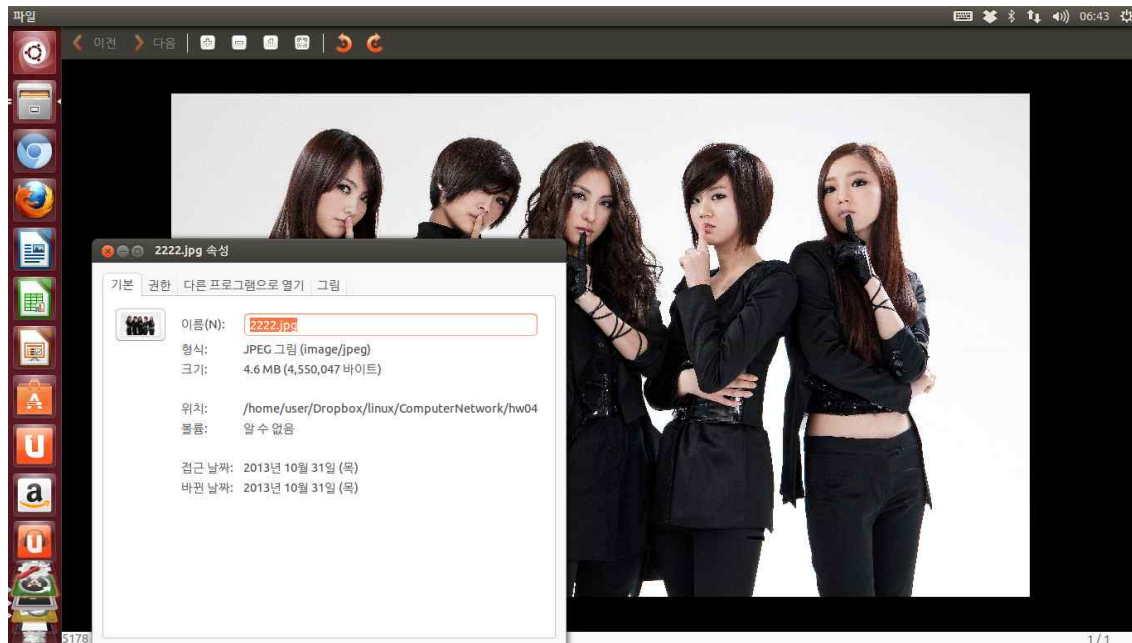 파일
06:43
이전 다음
2222.jpg 속성
기본 권한 다른 프로그램으로 열기 그림
이름(N): 2222.jpg
형식: JPEG 그림 (image/jpeg)
크기: 4.6 MB (4,550,047 바이트)
위치: /home/user/Dropbox/linux/ComputerNetwork/hw04
볼륨: 알 수 없음
접근 날짜: 2013년 10월 31일 (목)
바뀐 날짜: 2013년 10월 31일 (목)
5178
1 / 1